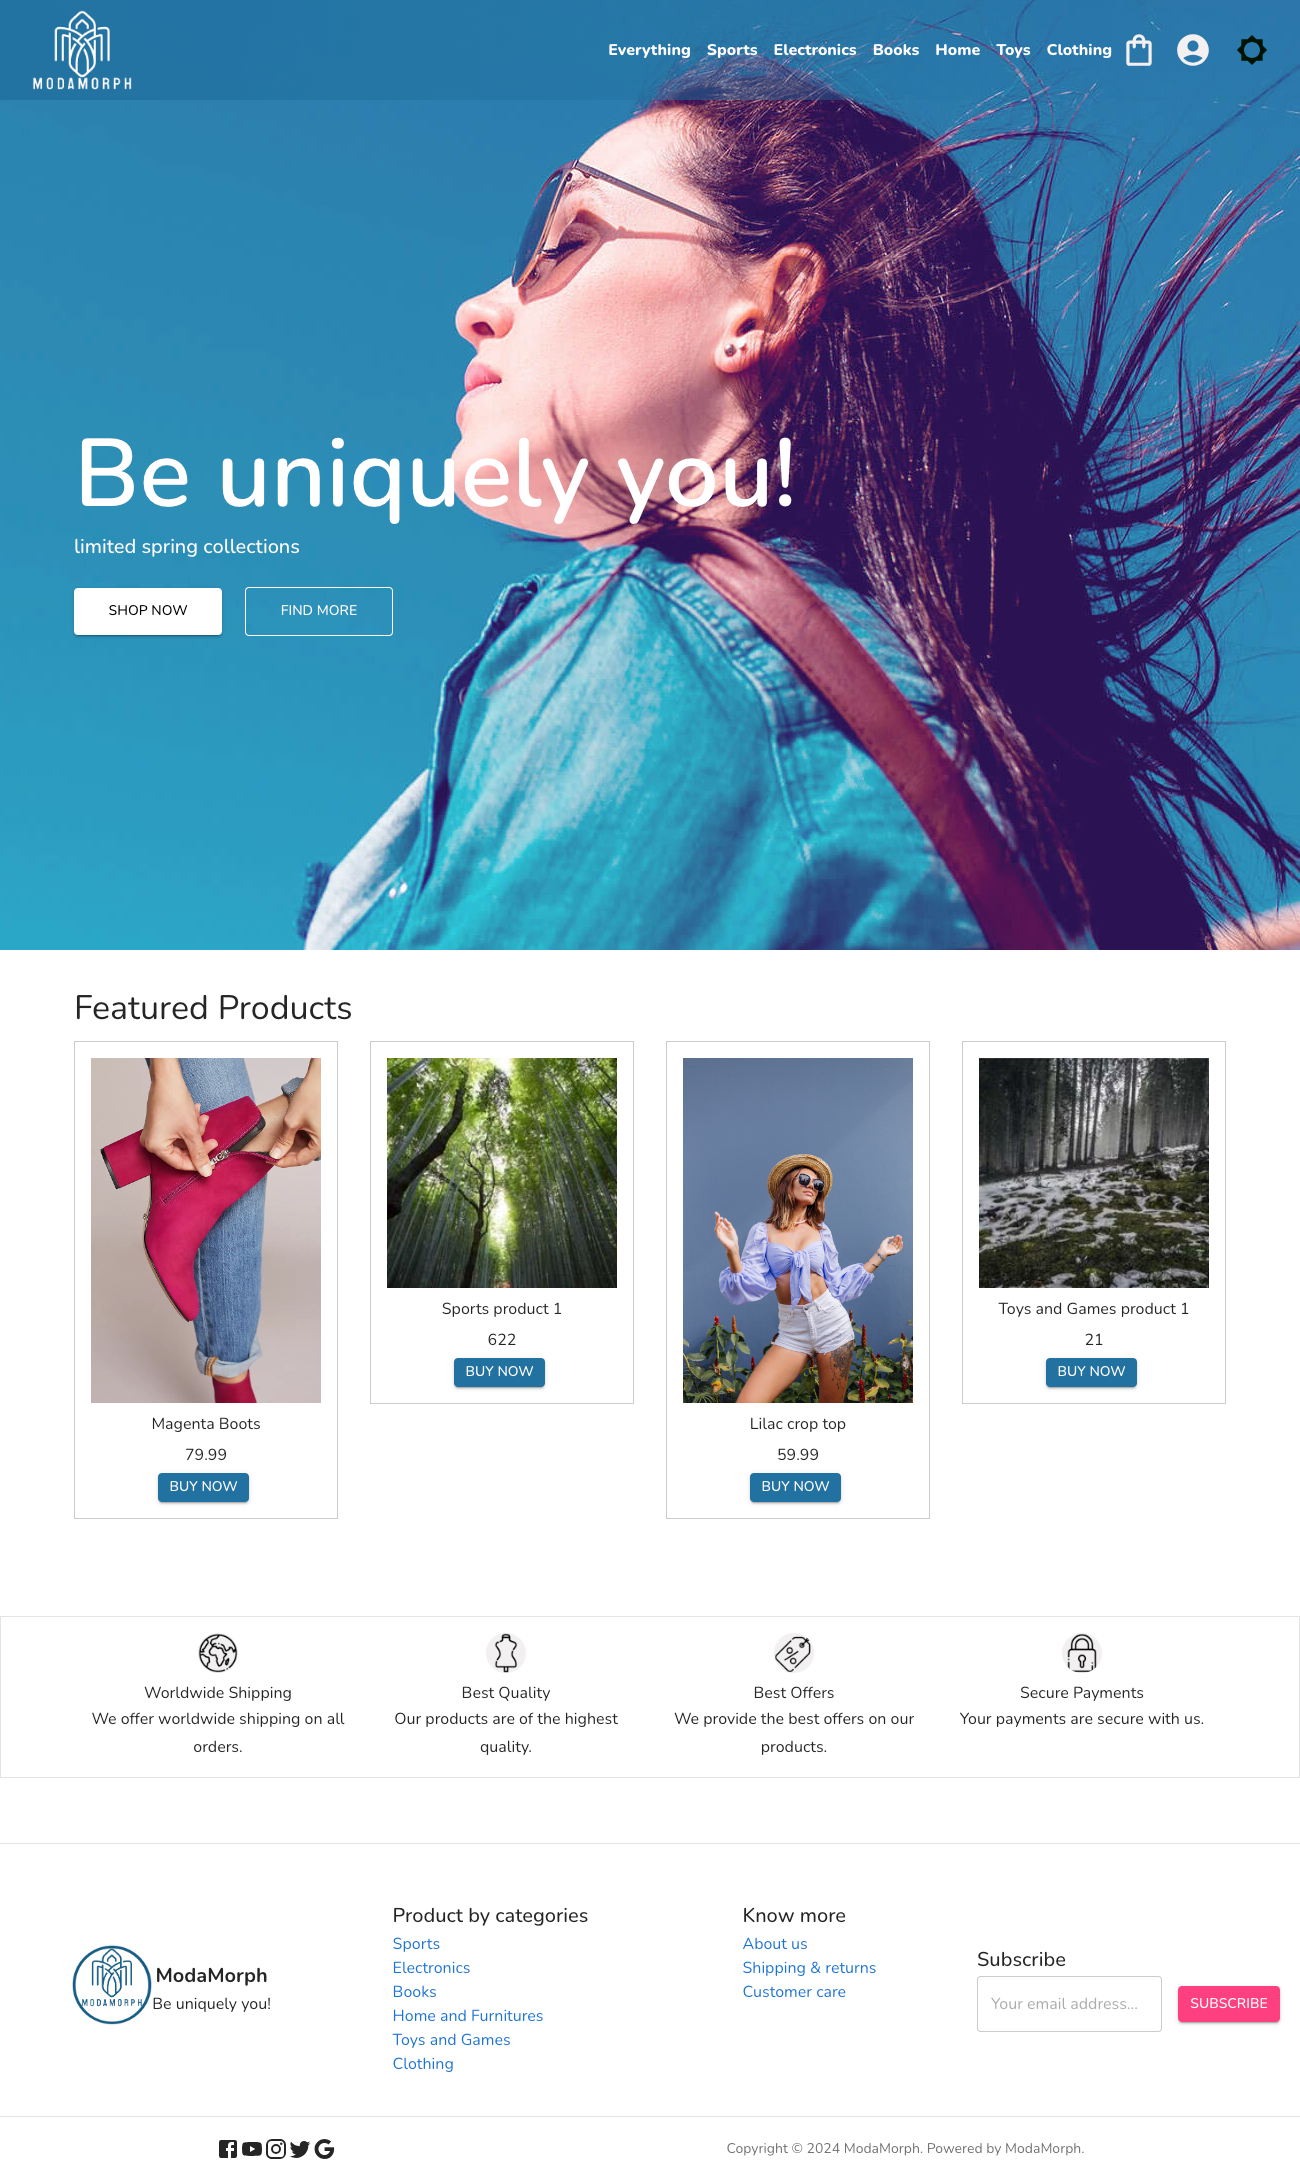 MODAMORPH
Everything Sports Electronics Books Home Toys Clothing
Be uniquely you!
limited spring collections
SHOP NOW FIND MORE
Featured Products
Sports product 1
622
BUY NOW
Toys and Games product 1
21
BUY NOW
Magenta Boots
79.99
BUY NOW
Lilac crop top
59.99
BUY NOW
Worldwide Shipping
We offer worldwide shipping on all
orders.
Best Quality
Our products are of the highest
quality.
Best Offers
We provide the best offers on our
products.
Secure Payments
Your payments are secure with us.
MODAMORPH
ModaMorph
Be uniquely you!
Product by categories
Sports
Electronics
Books
Home and Furnitures
Toys and Games
Clothing
Know more
About us
Shipping & returns
Customer care
Subscribe
Your email address...
SUBSCRIBE
Copyright © 2024 ModaMorph. Powered by ModaMorph.